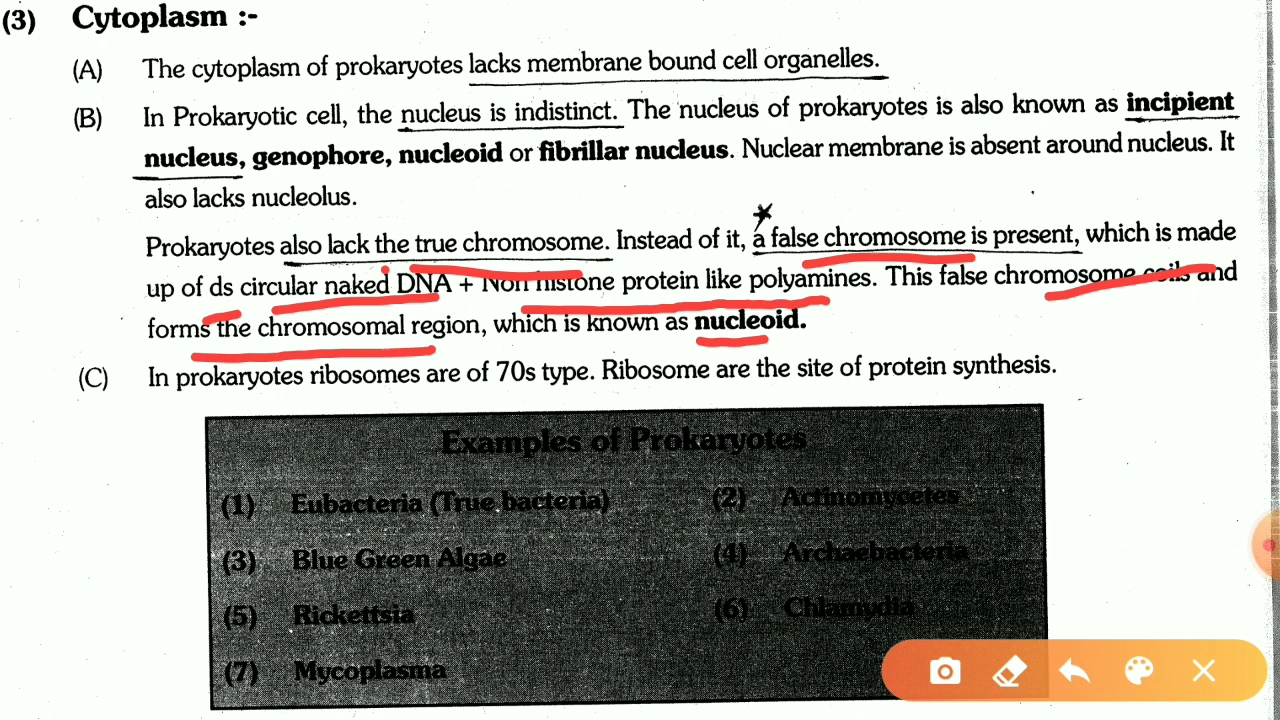 (3) Cytoplasm :-
(A) The cytoplasm of prokaryotes lacks membrane bound cell organelles.
(B) In Prokaryotic cell, the nucleus is indistinct. The nucleus of prokaryotes is also known as incipient
nucleus, genophore, nucleoid or fibrillar nucleus. Nuclear membrane is absent around nucleus. It
also lacks nucleolus.
Prokaryotes also lack the true chromosome. Instead of it, a false chromosome is present, which is made
up of ds circular naked DNA + Non histone protein like polyamines. This false chromosome coils and
forms the chromosomal region, which is known as nucleoid.
(C) In prokaryotes ribosomes are of 70s type. Ribosome are the site of protein synthesis.
Examples of Prokaryotes
(1) Eubacteria (True bacteria) (2) Actinomycetes
(3) Blue Green Algae (4) Archaebacteria
(5) Rickettsia (6) Chlamydia
(7) Mycoplasma